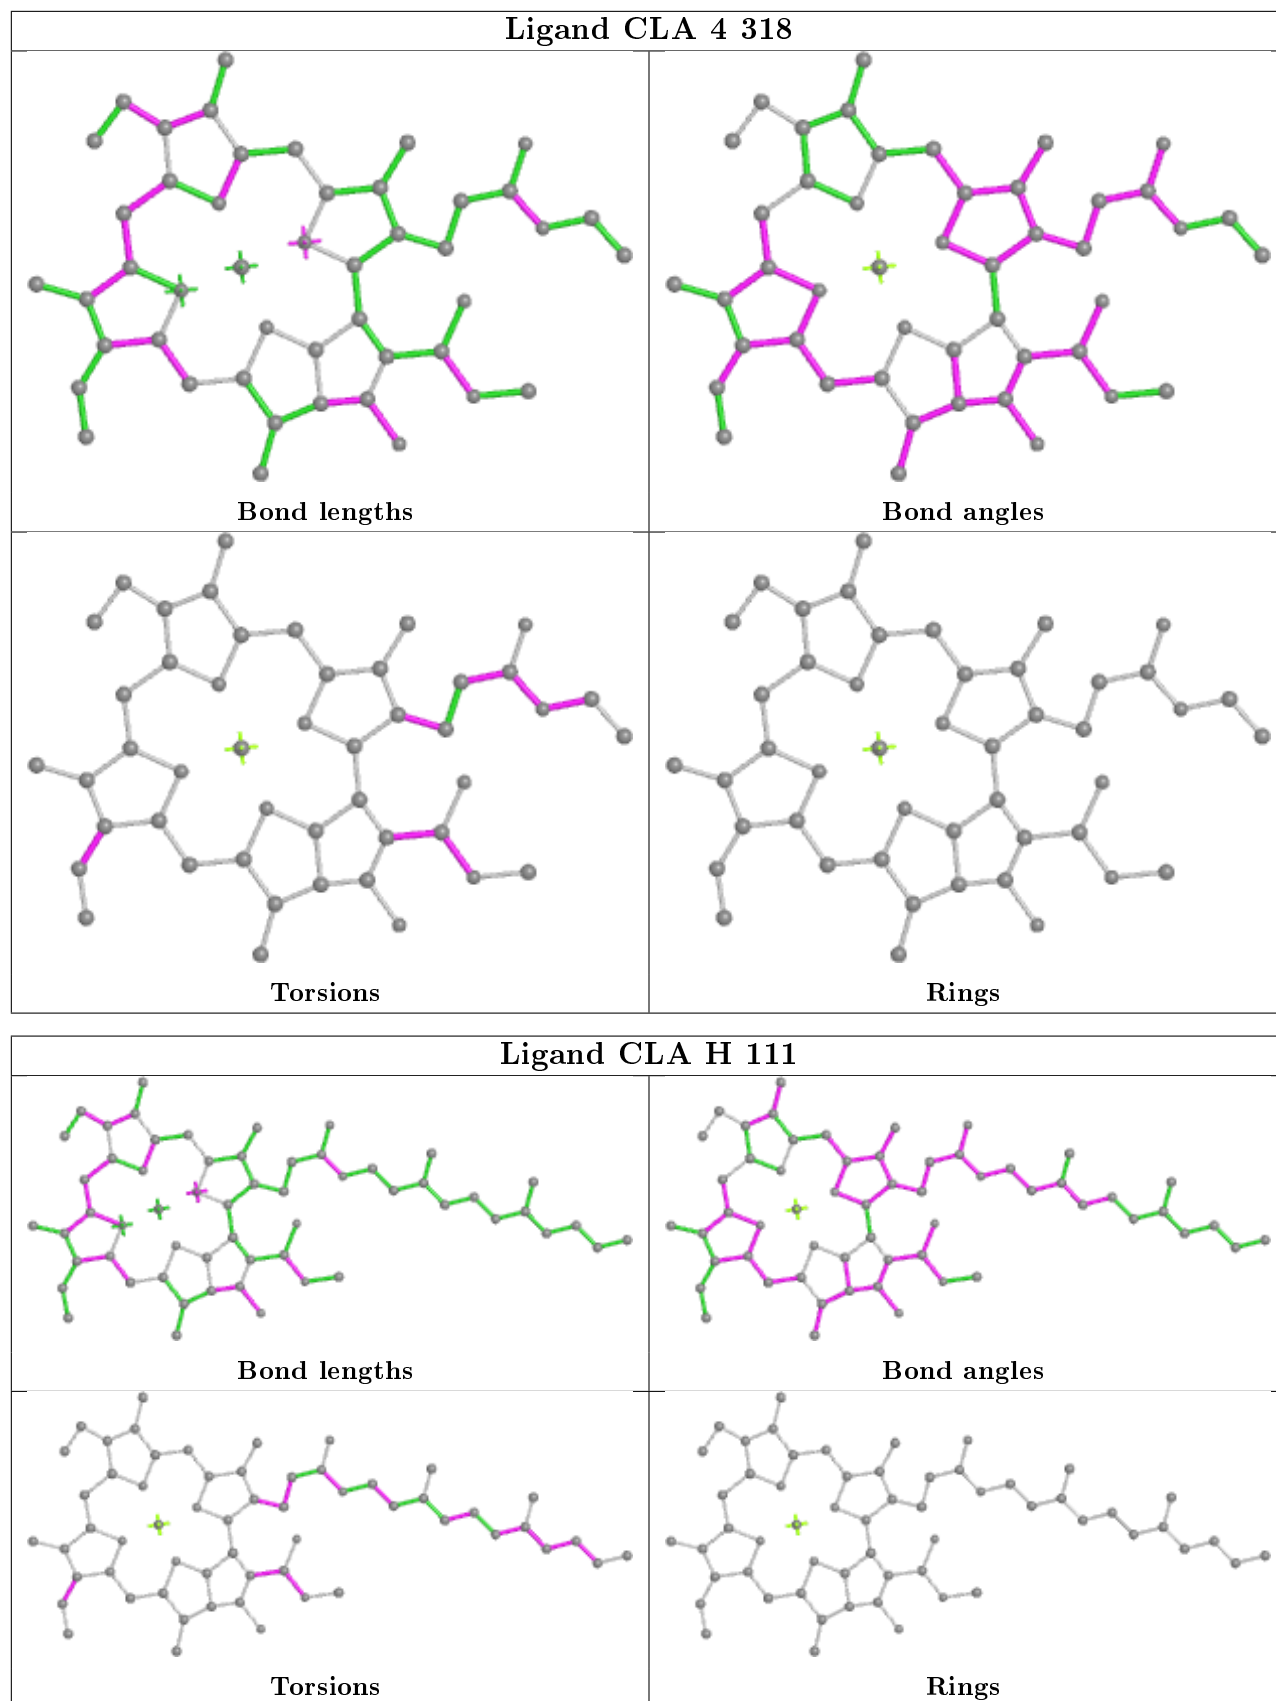 Ligand CLA 4 318
Bond lengths
Bond angles
Torsions
Rings
Ligand CLA H 111
Bond lengths
Bond angles
Torsions
Rings